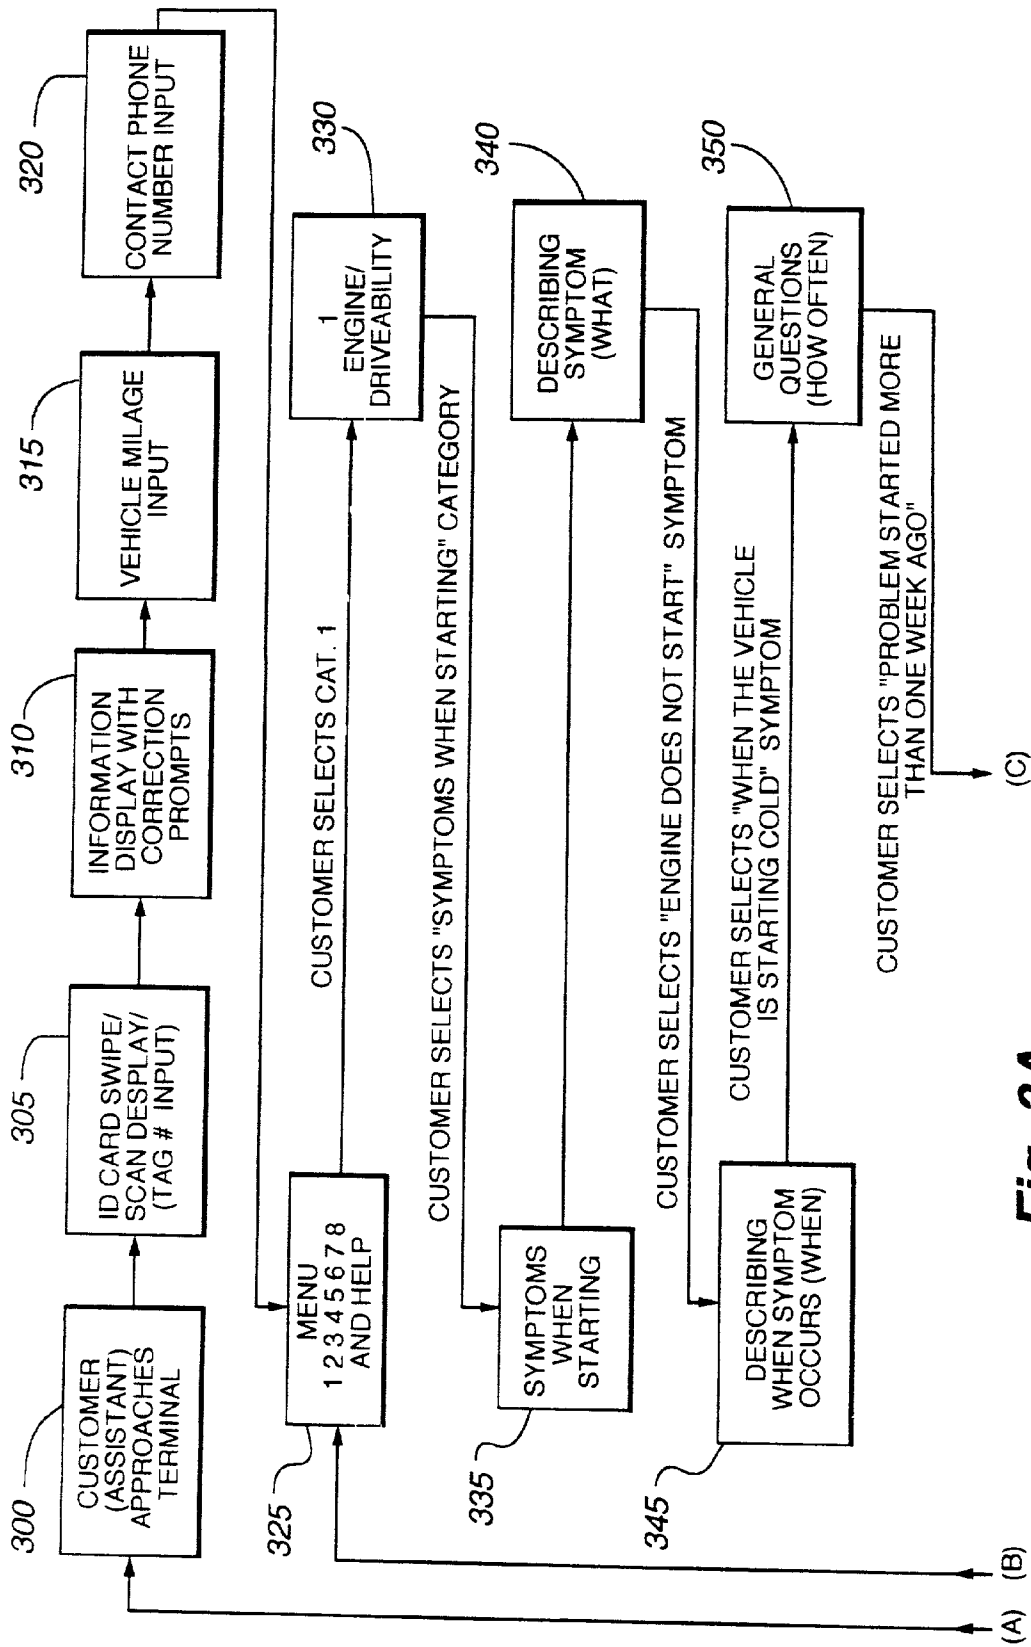 300
CUSTOMER
(ASSISTANT)
APPROACHES
TERMINAL
305
ID CARD SWIPE/
SCAN DESPLAY/
(TAG # INPUT)
310
INFORMATION
DISPLAY WITH
CORRECTION
PROMPTS
315
VEHICLE MILAGE
INPUT
320
CONTACT PHONE
NUMBER INPUT
325
MENU
1 2 3 4 5 6 7 8
AND HELP
CUSTOMER SELECTS CAT. 1
330
1
ENGINE/
DRIVEABILITY
CUSTOMER SELECTS "SYMPTOMS WHEN STARTING" CATEGORY
335
SYMPTOMS
WHEN
STARTING
340
DESCRIBING
SYMPTOM
(WHAT)
CUSTOMER SELECTS "ENGINE DOES NOT START" SYMPTOM
345
DESCRIBING
WHEN SYMPTOM
OCCURS (WHEN)
CUSTOMER SELECTS "WHEN THE VEHICLE
IS STARTING COLD" SYMPTOM
350
GENERAL
QUESTIONS
(HOW OFTEN)
CUSTOMER SELECTS "PROBLEM STARTED MORE
THAN ONE WEEK AGO"
(A)
(B)
(C)